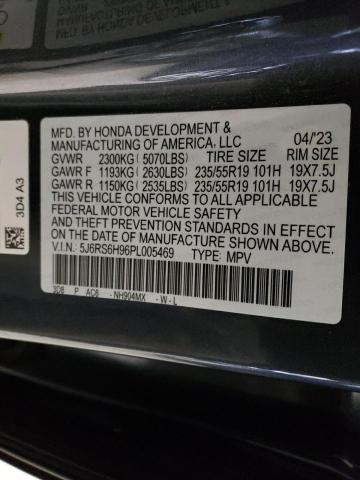 MFD. BY HONDA DEVELOPMENT &
MANUFACTURING OF AMERICA, LLC 04/'23
GVWR 2300KG (5070LBS) TIRE SIZE RIM SIZE
GAWR F 1193KG (2630LBS) 235/55R19 101H 19X7.5J
GAWR R 1150KG (2535LBS) 235/55R19 101H 19X7.5J
THIS VEHICLE CONFORMS TO ALL APPLICABLE
FEDERAL MOTOR VEHICLE SAFETY, BUMPER,
AND THEFT PREVENTION STANDARDS IN EFFECT
ON THE DATE OF MANUFACTURE SHOWN ABOVE.
V.I.N. 5J6RS6H96PL005469 TYPE: MPV
3D8 P AC6 -NH904MX -W-L
3D4 A3